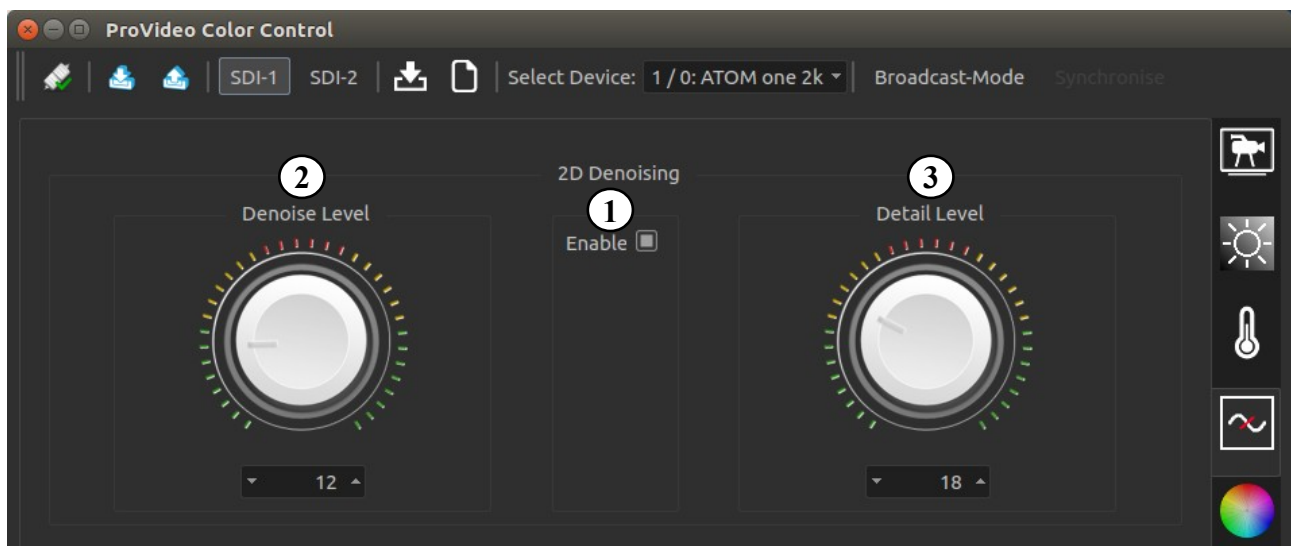 ProVideo Color Control
SDI-1 SDI-2 Select Device: 1 / 0: ATOM one 2k Broadcast-Mode Synchronise
2D Denoising
2 1 3
Denoise Level Enable Detail Level
12 18